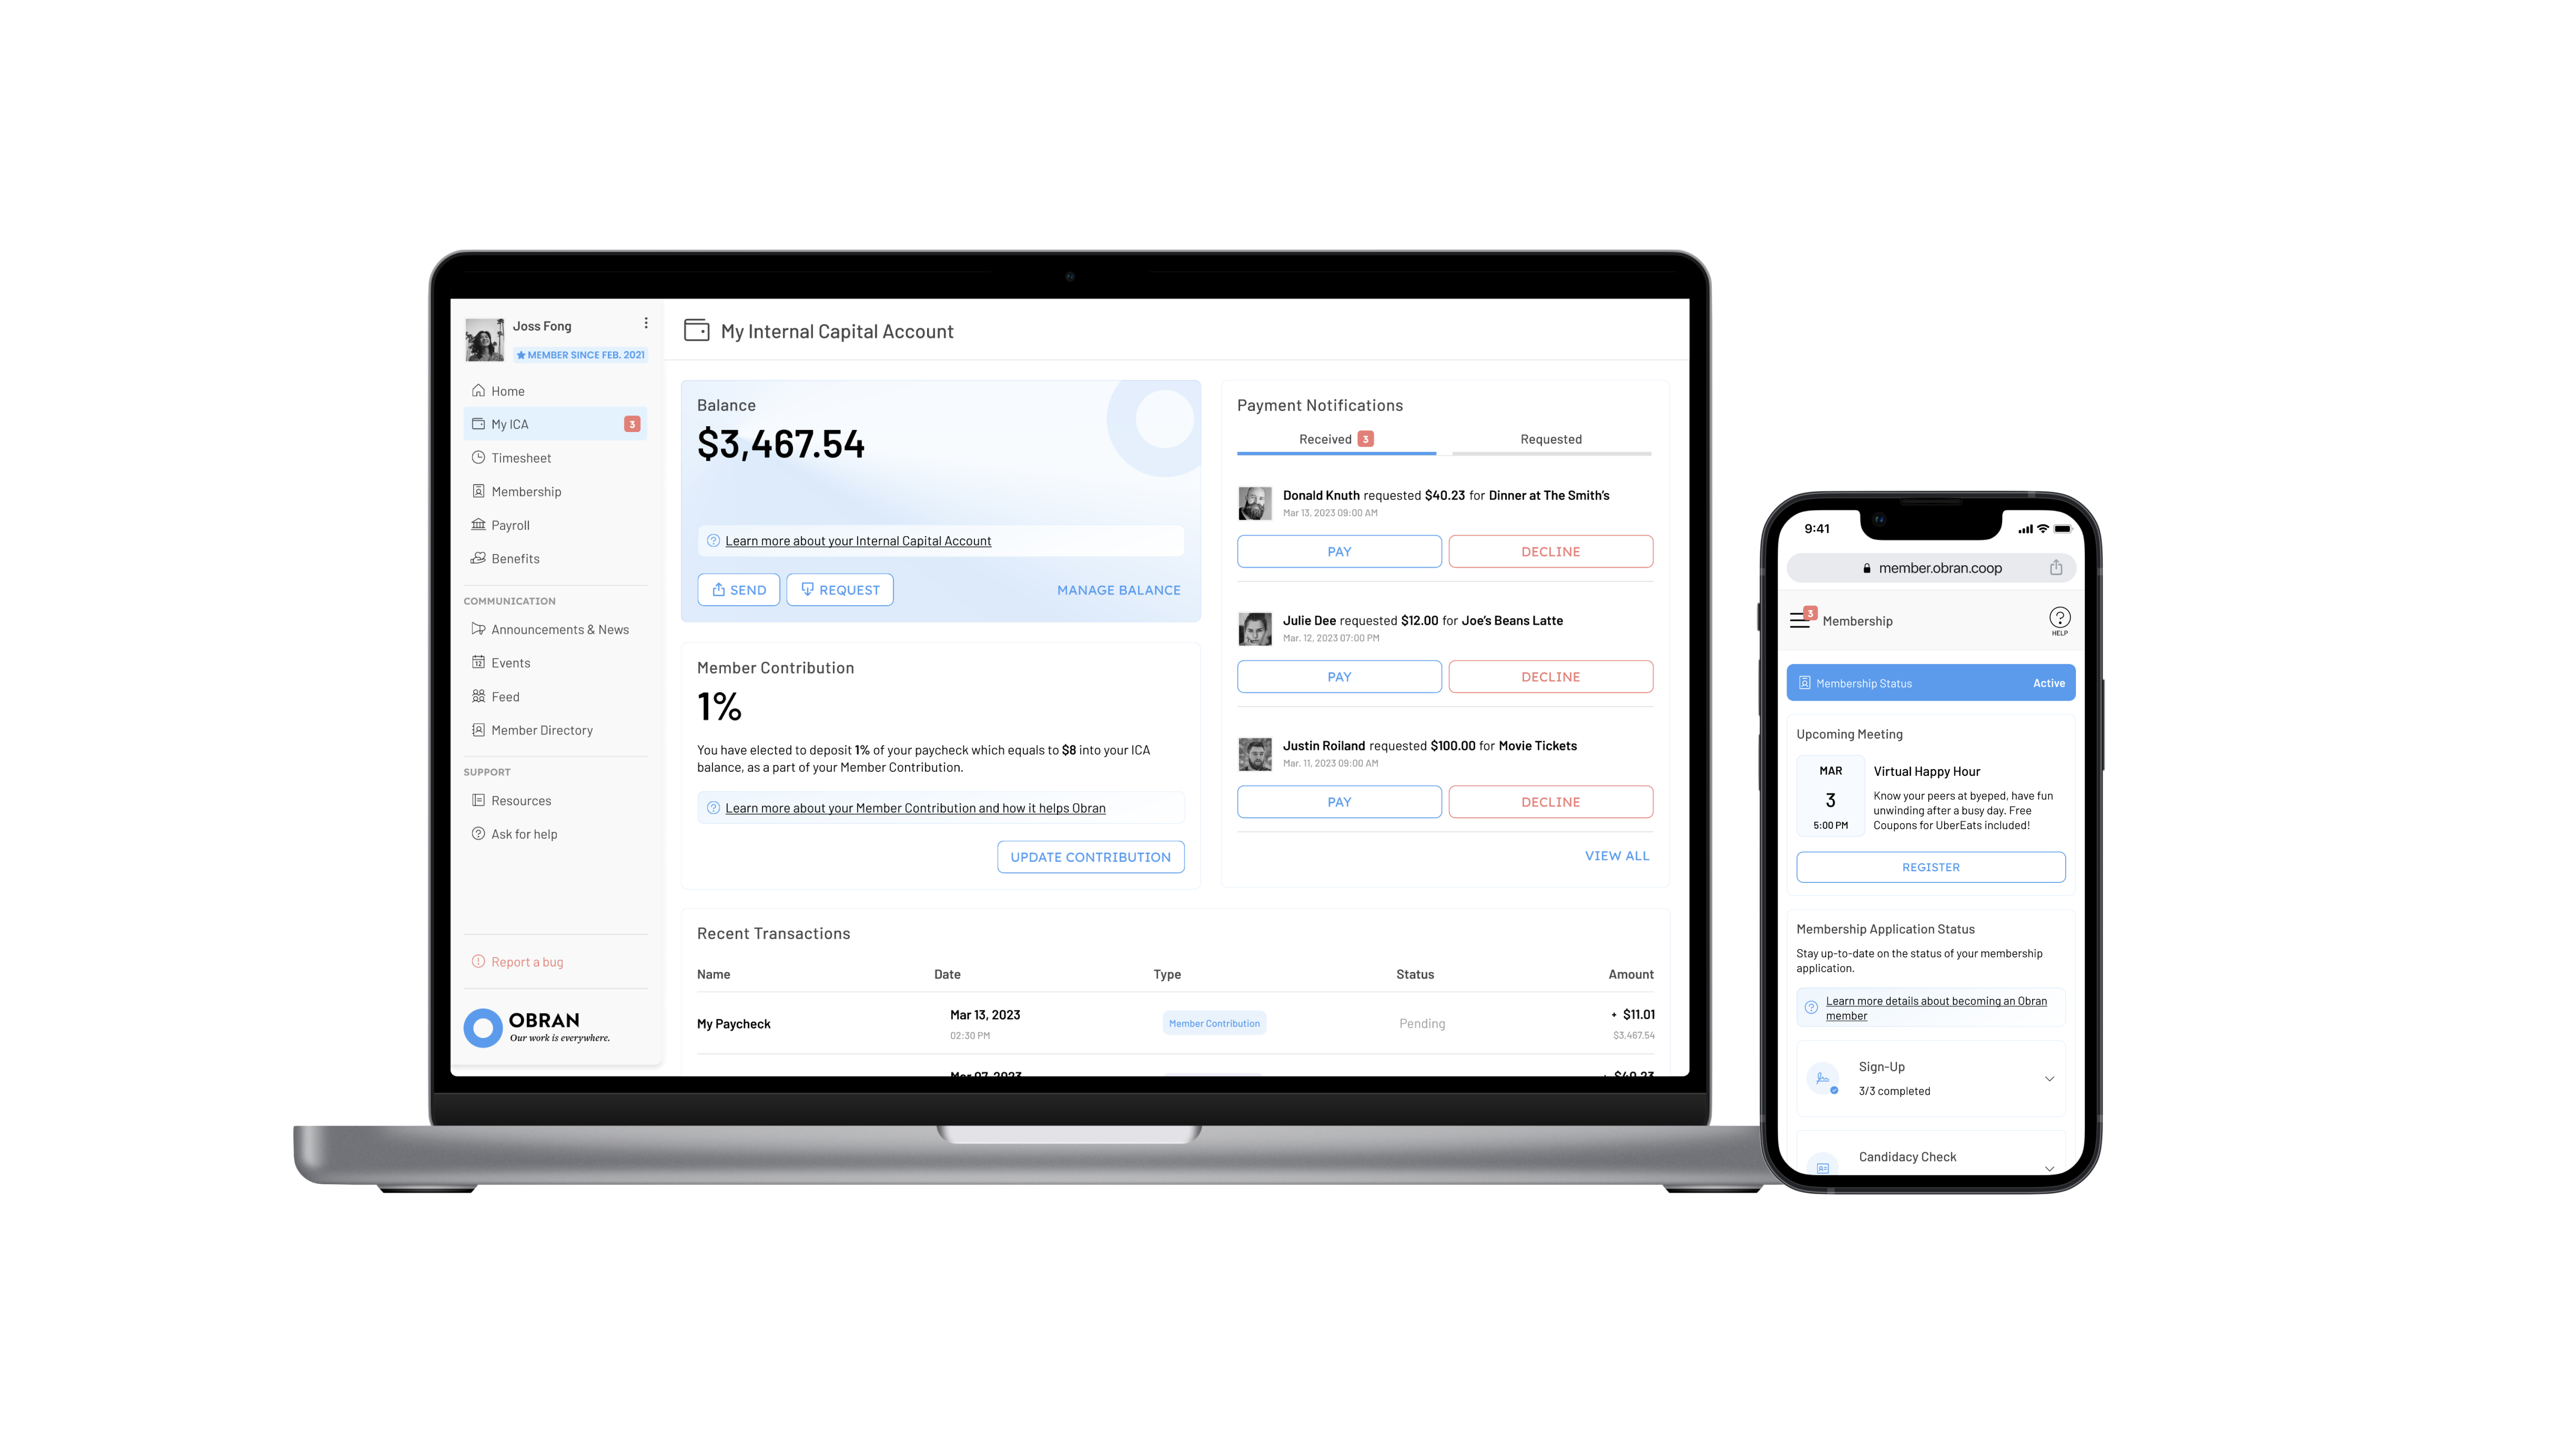 Joss Fong
MEMBER SINCE FEB. 2021
Home
My ICA 3
Timesheet
Membership
Payroll
Benefits
COMMUNICATION
Announcements & News
Events
Feed
Member Directory
SUPPORT
Resources
Ask for help
Report a bug
OBRAN
Our work is everywhere.
My Internal Capital Account
Balance
$3,467.54
Learn more about your Internal Capital Account
SEND REQUEST MANAGE BALANCE
Member Contribution
1%
You have elected to deposit 1% of your paycheck which equals to $8 into your ICA
balance, as a part of your Member Contribution.
Learn more about your Member Contribution and how it helps Obran
UPDATE CONTRIBUTION
Payment Notifications
Received 3 Requested
Donald Knuth requested $40.23 for Dinner at The Smith's
Mar 13, 2023 09:00 AM
PAY DECLINE
Julie Dee requested $12.00 for Joe's Beans Latte
Mar. 12, 2023 07:00 PM
PAY DECLINE
Justin Roiland requested $100.00 for Movie Tickets
Mar. 11, 2023 09:00 AM
PAY DECLINE
VIEW ALL
Recent Transactions
Name Date Type Status Amount
My Paycheck Mar 13, 2023 Member Contribution Pending + $11.01
02:30 PM $3,467.54
Mar 07, 2023 $40.23
9:41
member.obran.coop
3 Membership
HELP
Membership Status Active
Upcoming Meeting
MAR
3
5:00 PM
Virtual Happy Hour
Know your peers at byeped, have fun
unwinding after a busy day. Free
Coupons for UberEats included!
REGISTER
Membership Application Status
Stay up-to-date on the status of your membership
application.
Learn more details about becoming an Obran
member
Sign-Up
3/3 completed
Candidacy Check